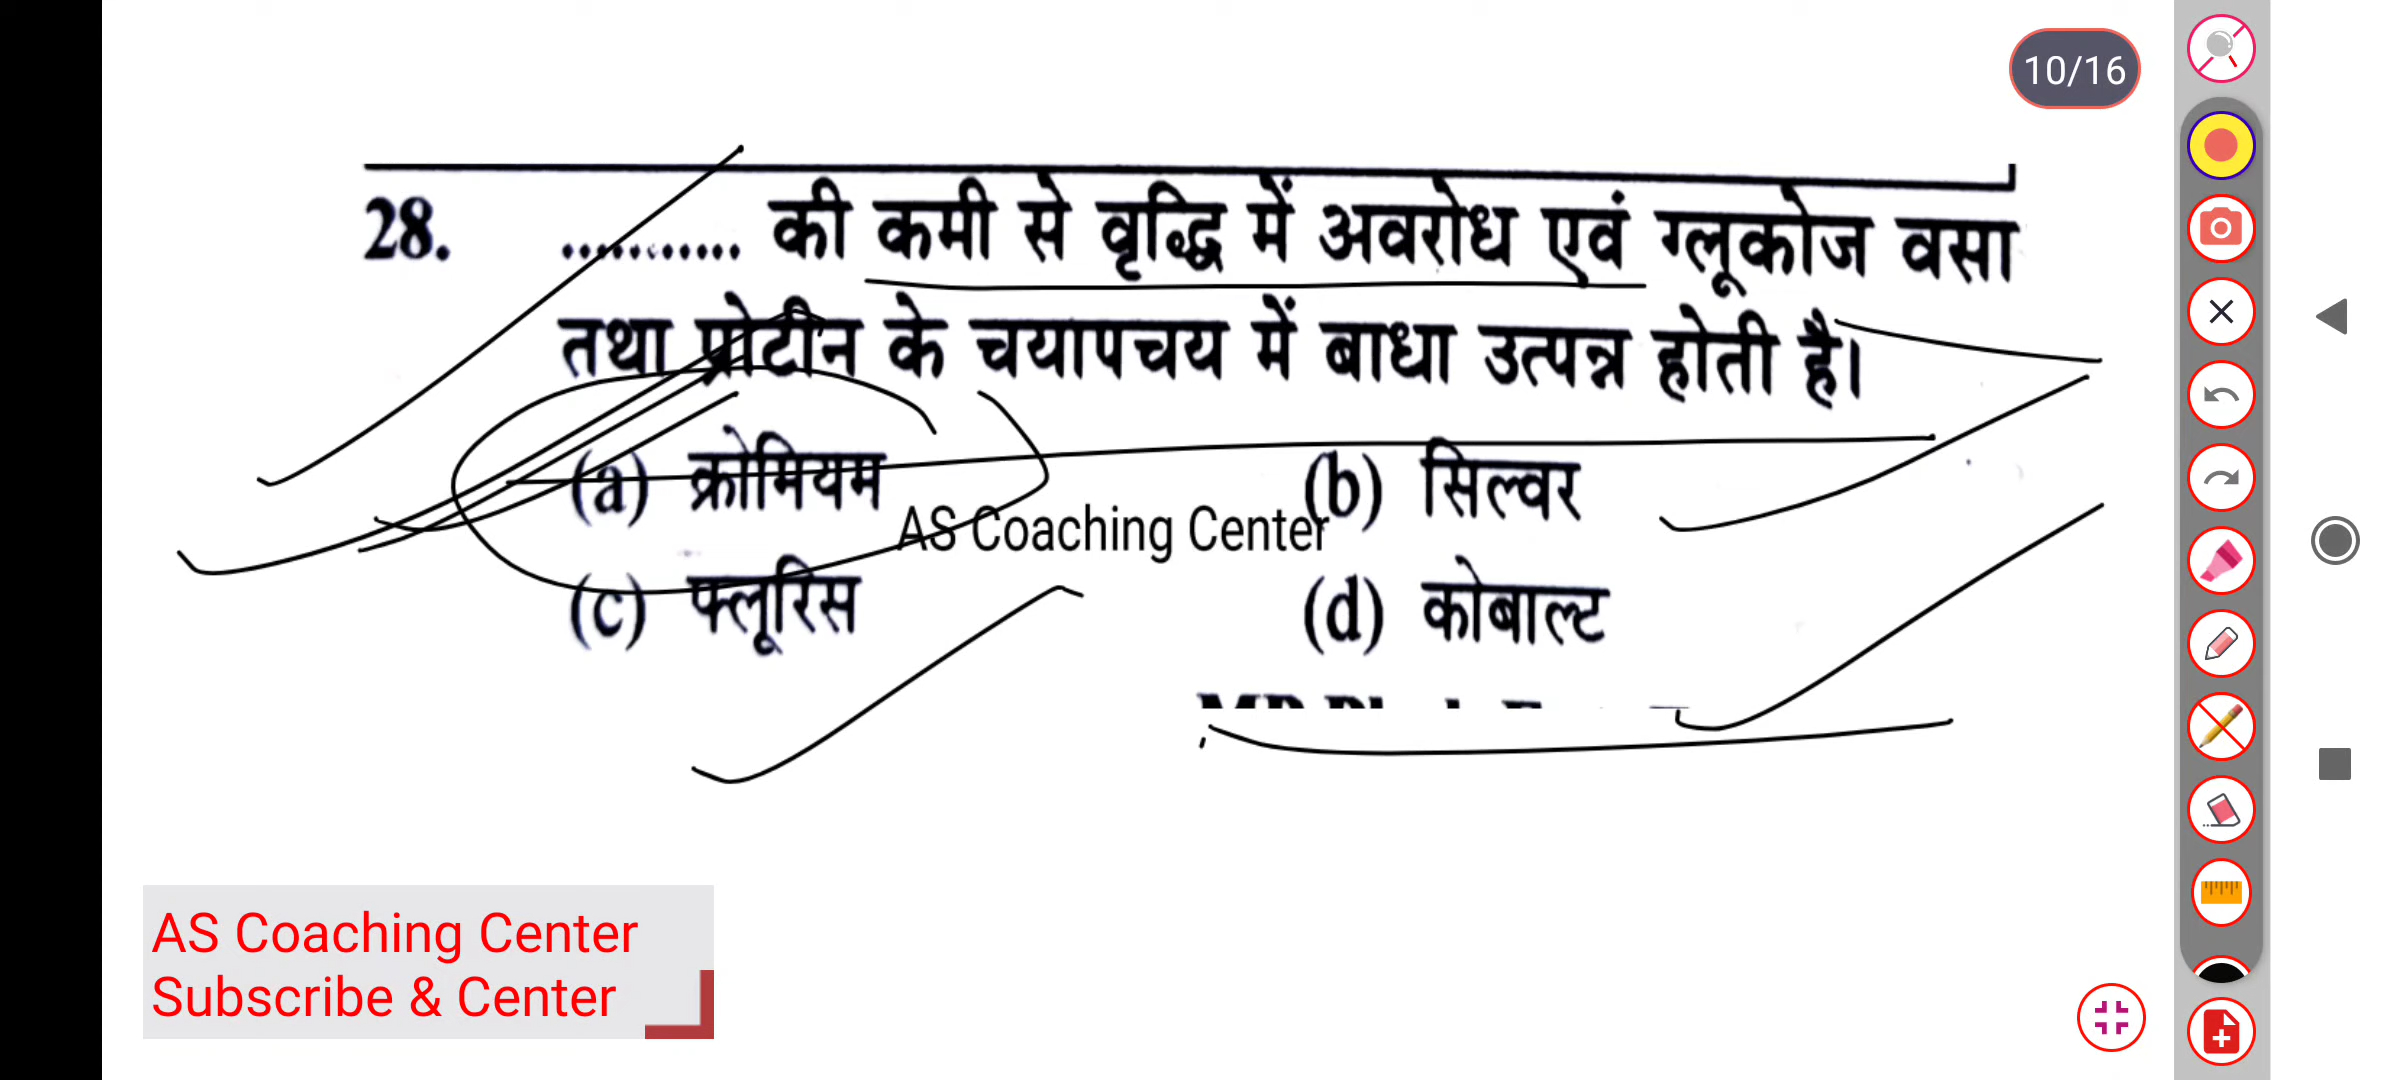 10/16
28. ........... की कमी से वृद्धि में अवरोध एवं ग्लूकोज वसा
तथा प्रोटीन के चयापचय में बाधा उत्पन्न होती है।
(a) क्रोमियम (b) सिल्वर
AS Coaching Center
(c) फ्लूरिस (d) कोबाल्ट
AS Coaching Center
Subscribe & Center